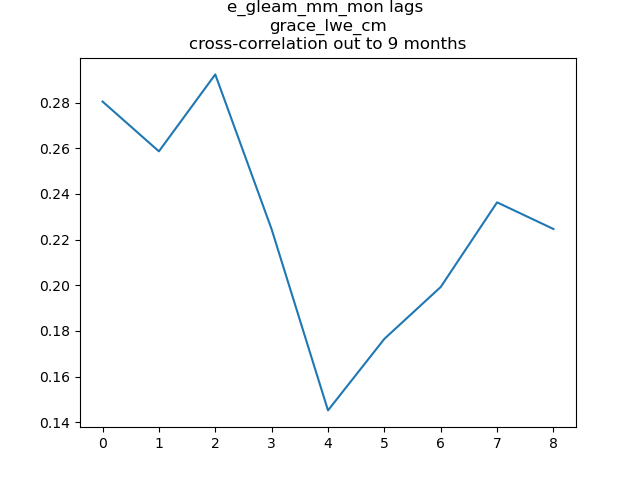 e_gleam_mm_mon lags
grace_lwe_cm
cross-correlation out to 9 months
0.28
0.26
0.24
0.22
0.20
0.18
0.16
0.14
0 1 2 3 4 5 6 7 8